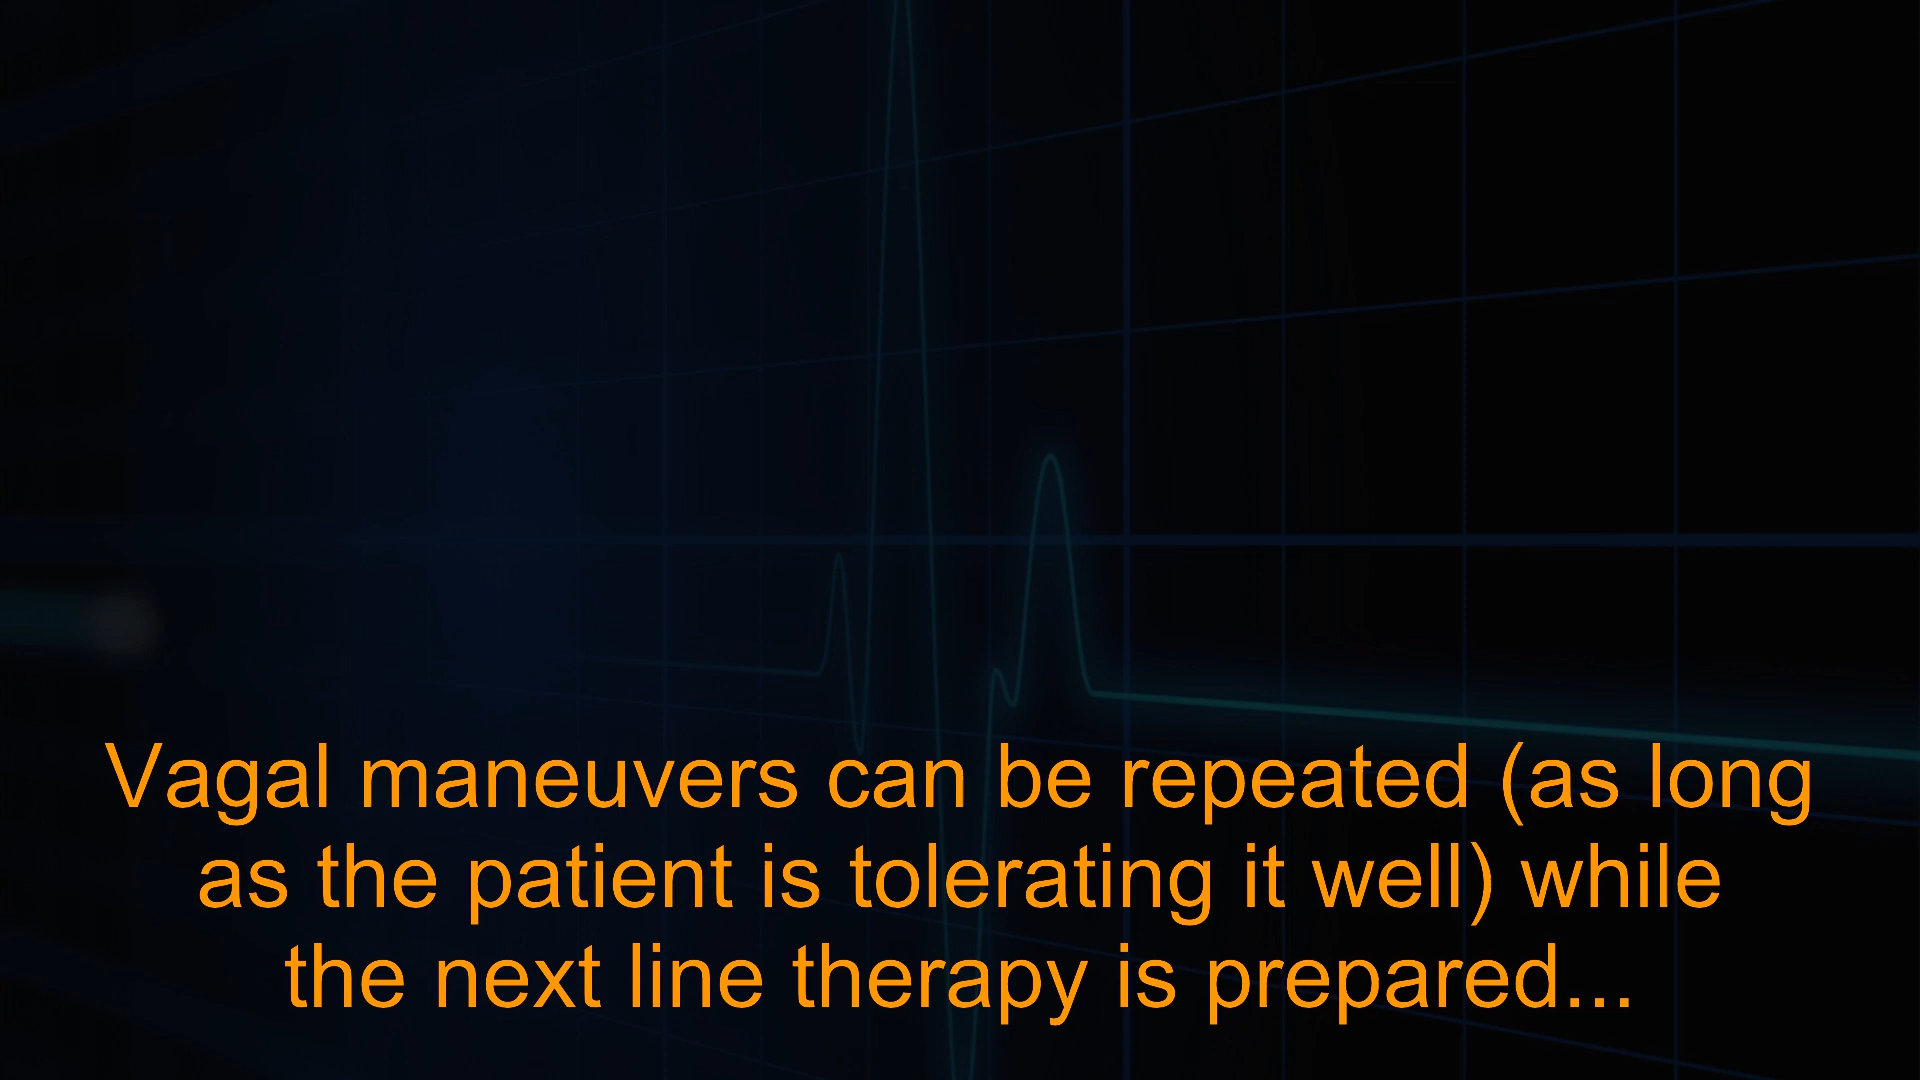 Vagal maneuvers can be repeated (as long
as the patient is tolerating it well) while
the next line therapy is prepared...